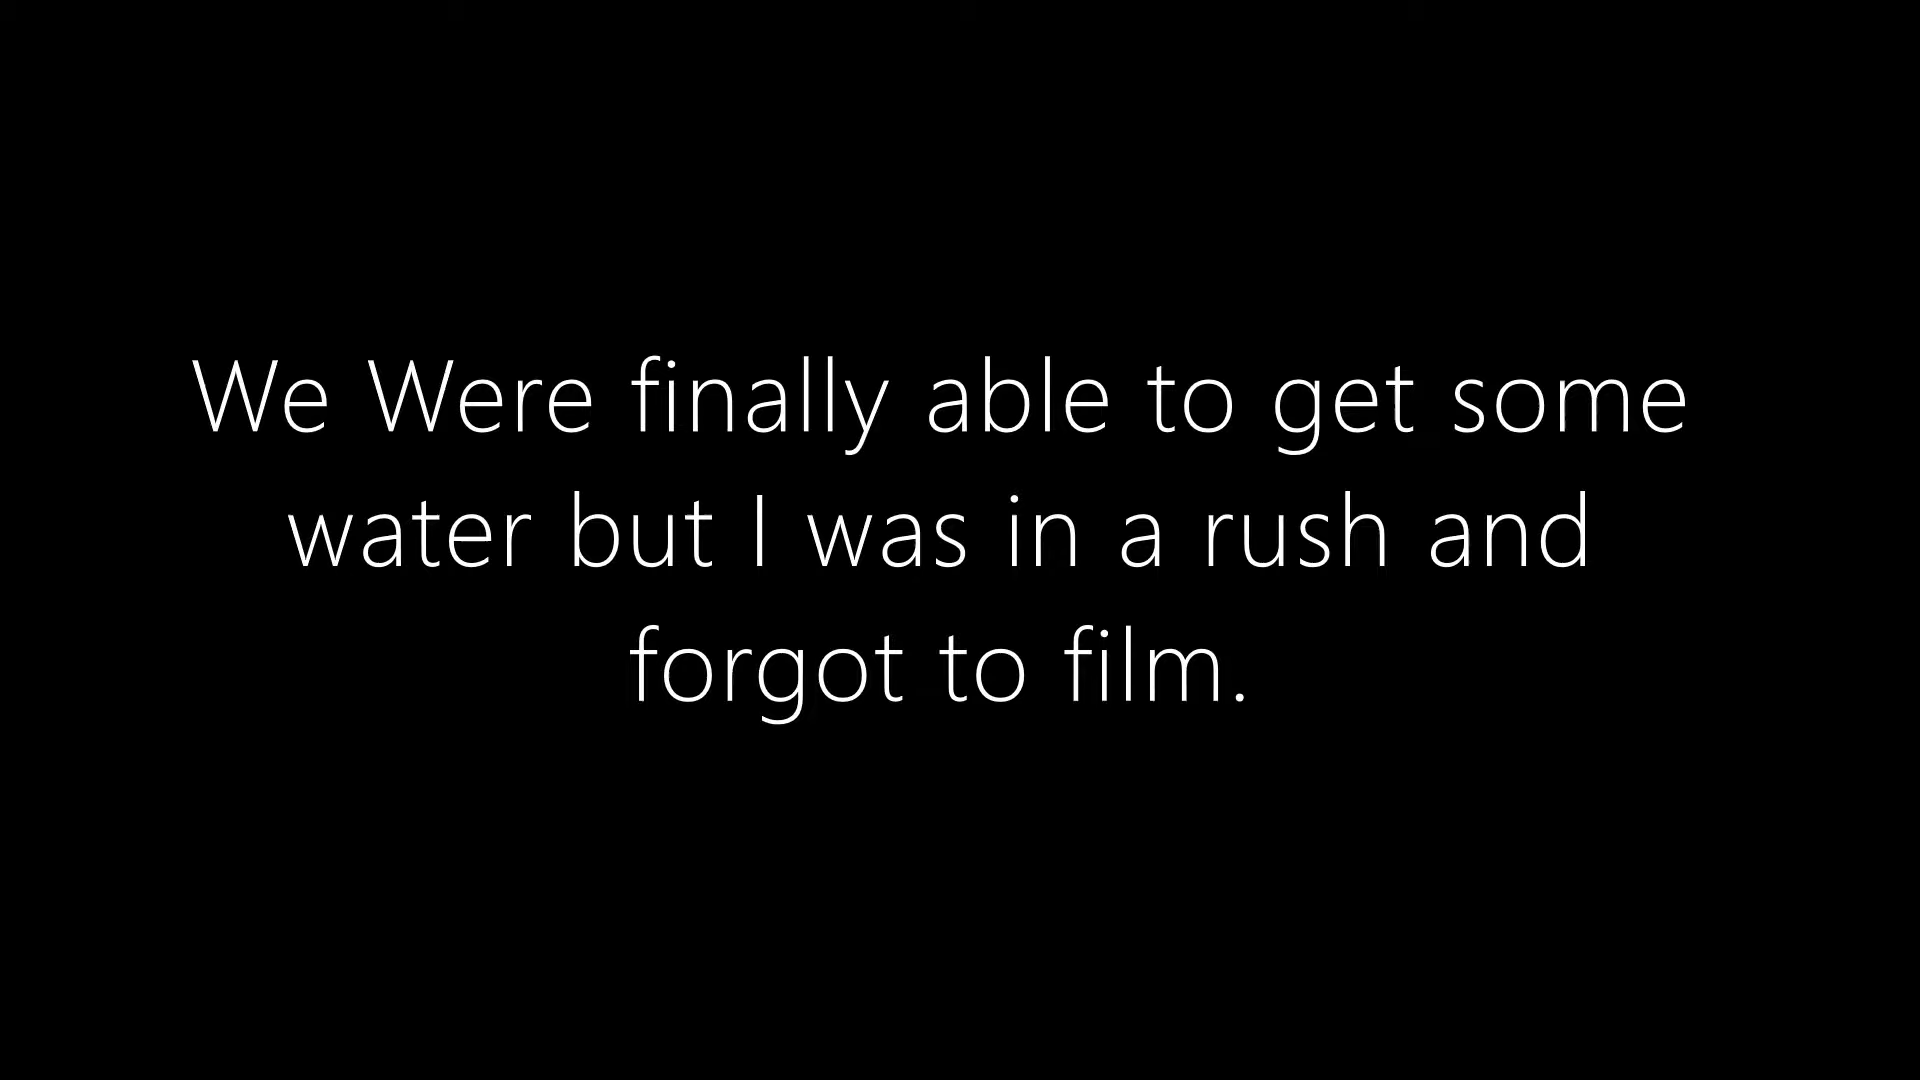 We Were finally able to get some
water but I was in a rush and
forgot to film.